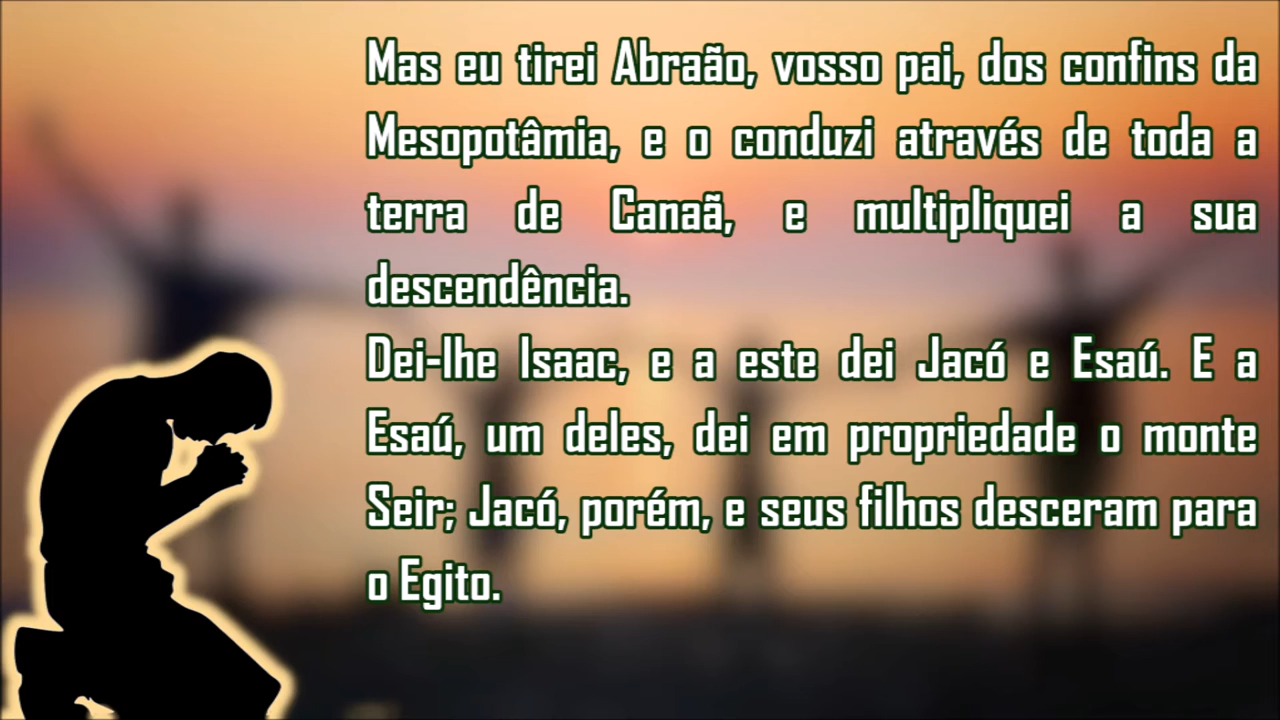 Mas eu tirei Abraão, vosso pai, dos confins da
Mesopotâmia, e o conduzi através de toda a
terra de Canaã, e multipliquei a sua
descendência.
Dei-lhe Isaac, e a este dei Jacó e Esaú. E a
Esaú, um deles, dei em propriedade o monte
Seir; Jacó, porém, e seus filhos desceram para
o Egito.